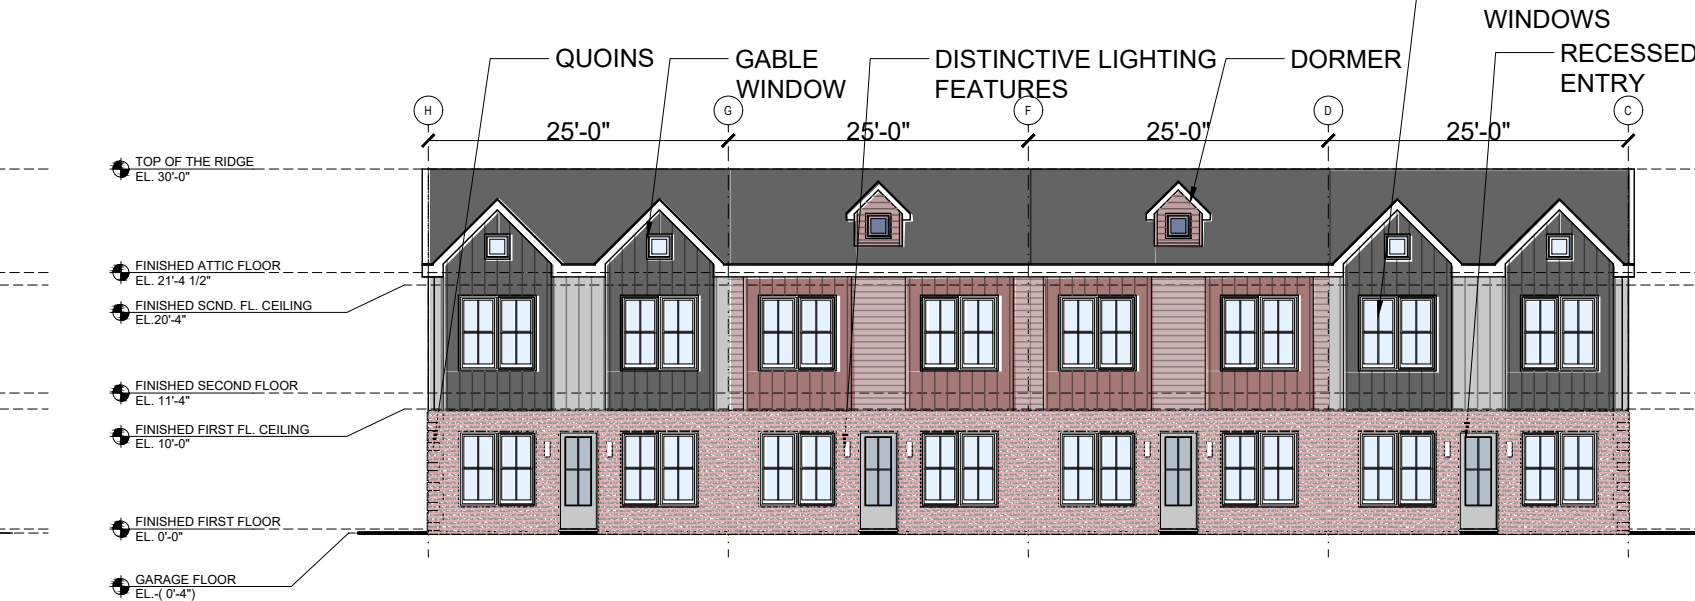 WINDOWS
QUOINS
GABLE
WINDOW
DISTINCTIVE LIGHTING
FEATURES
DORMER
RECESSED
ENTRY
H
G
F
D
C
25'-0"
25'-0"
25'-0"
25'-0"
TOP OF THE RIDGE
EL. 30'-0"
FINISHED ATTIC FLOOR
EL. 21'-4 1/2"
FINISHED SCND. FL. CEILING
EL.20'-4"
FINISHED SECOND FLOOR
EL. 11'-4"
FINISHED FIRST FL. CEILING
EL. 10'-0"
FINISHED FIRST FLOOR
EL. 0'-0"
GARAGE FLOOR
EL.-( 0'-4")